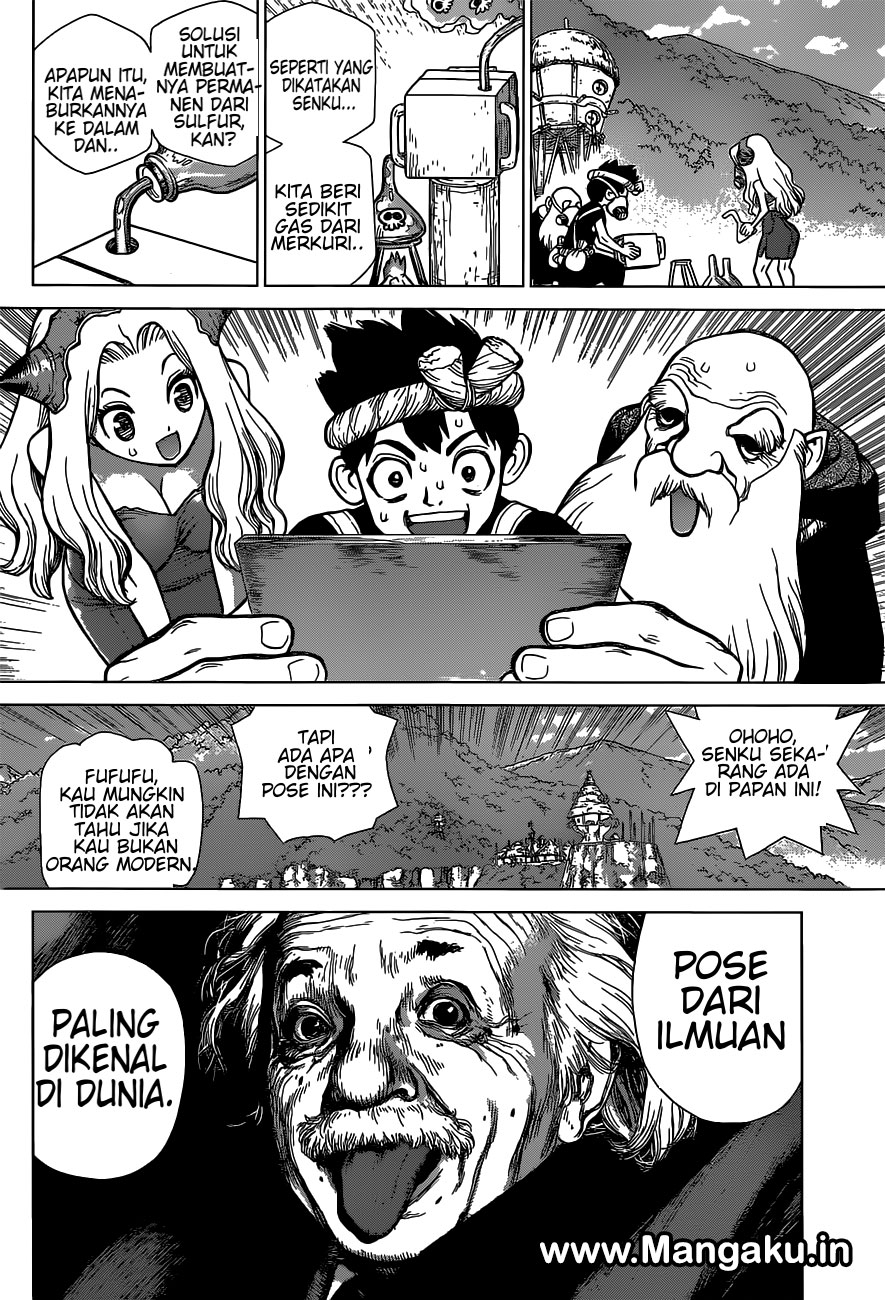 SEPERTI YANG
DIKATAKAN
SENKU...
KITA BERI
SEDIKIT
GAS DARI
MERKURI..
SOLUSI
UNTUK
MEMBUAT-
NYA PERMA-
NEN DARI
SULFUR,
KAN?
APAPUN ITU,
KITA MENA-
BURKANNYA
KE DALAM
DAN..
OHOHO,
SENKU SEKA-
RANG ADA
DI PAPAN INI!
TAPI
ADA APA
DENGAN
POSE INI???
FUFUFU,
KAU MUNGKIN
TIDAK AKAN
TAHU JIKA
KAU BUKAN
ORANG MODERN.
POSE
DARI
ILMUAN
PALING
DIKENAL
DI DUNIA.
www.Mangaku.in